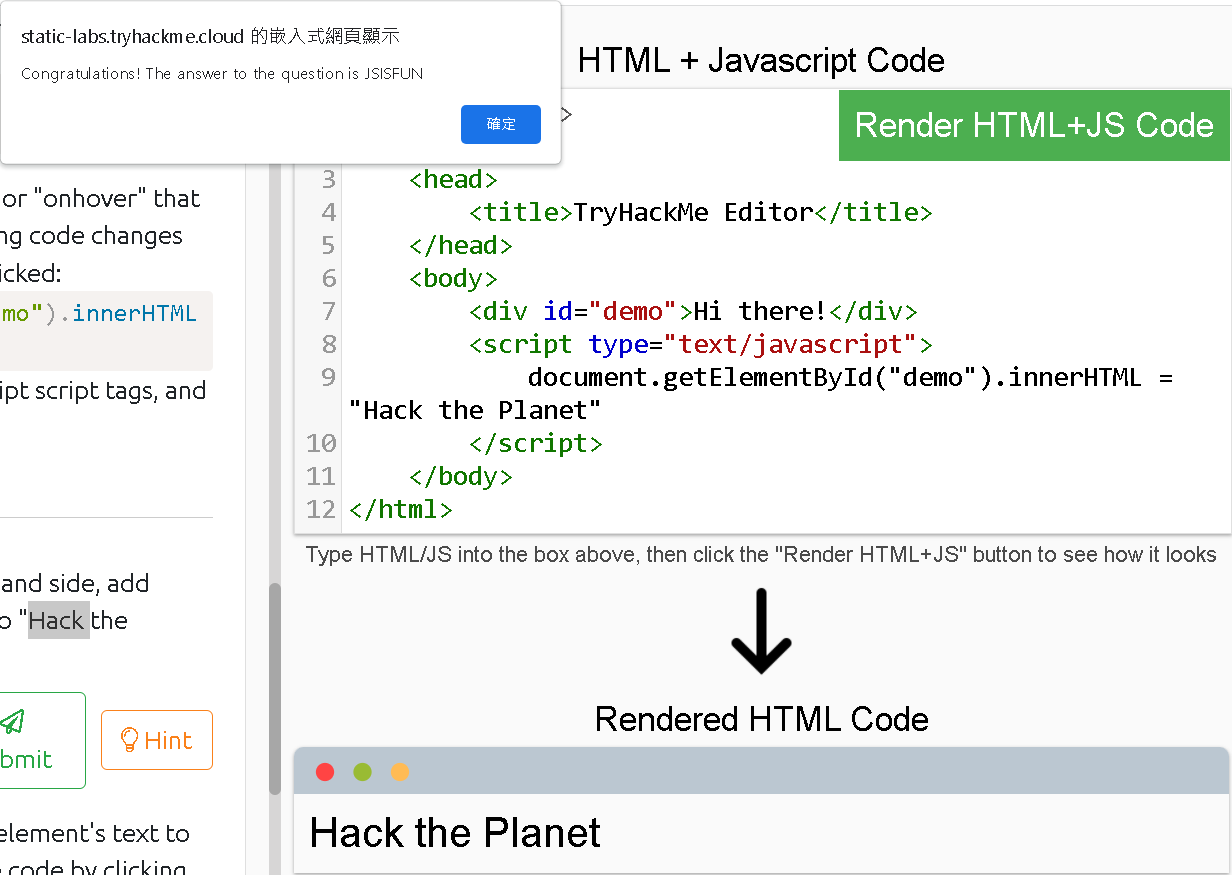 static-labs.tryhackme.cloud 的嵌入式網頁顯示
Congratulations! The answer to the question is JSISFUN
確定
or "onhover" that
ng code changes
icked:
mo").innerHTML
ipt script tags, and
and side, add
o "Hack the
bmit
Hint
element's text to
e code by clicking
HTML + Javascript Code
>
Render HTML+JS Code
3 <head>
4 <title>TryHackMe Editor</title>
5 </head>
6 <body>
7 <div id="demo">Hi there!</div>
8 <script type="text/javascript">
9 document.getElementById("demo").innerHTML =
"Hack the Planet"
10 </script>
11 </body>
12 </html>
Type HTML/JS into the box above, then click the "Render HTML+JS" button to see how it looks
Rendered HTML Code
Hack the Planet